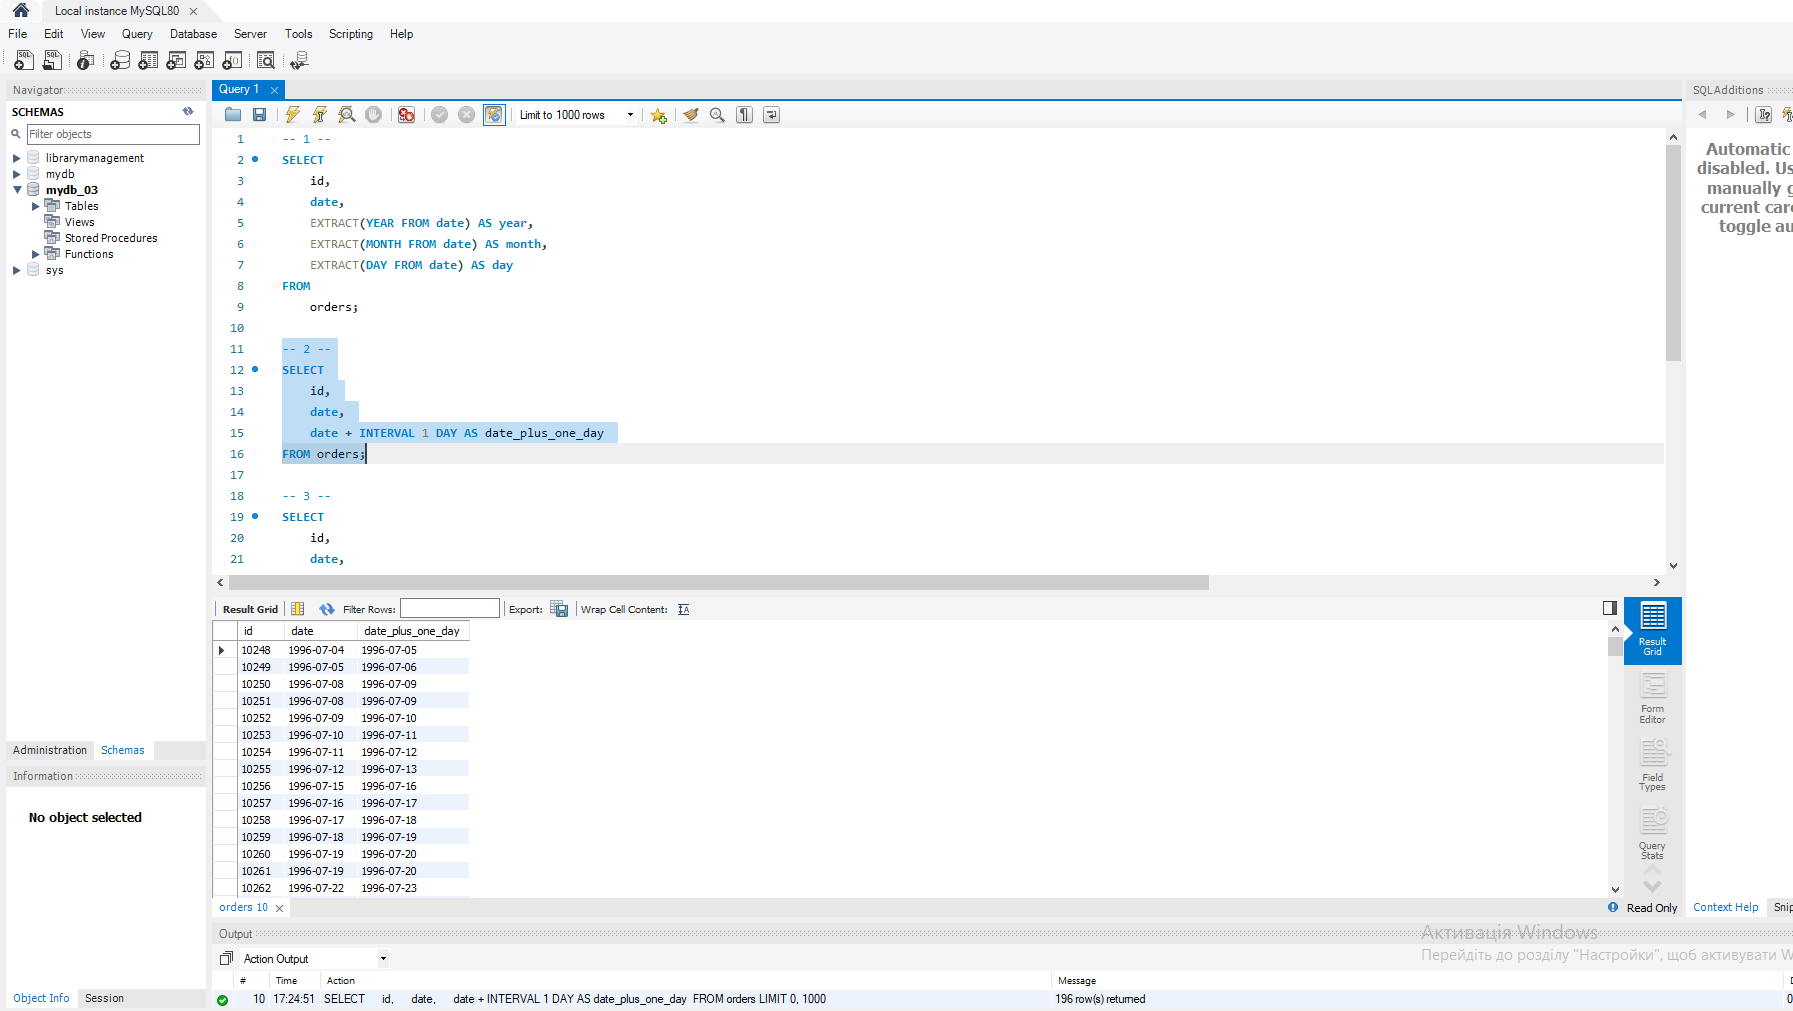 Local instance MySQL80
File Edit View Query Database Server Tools Scripting Help
Navigator
SCHEMAS
Filter objects
librarymanagement
mydb
mydb_03
Tables
Views
Stored Procedures
Functions
sys
Administration Schemas
Information
No object selected
Object Info Session
Query 1
Limit to 1000 rows
1 -- 1 --
2 SELECT
3 id,
4 date,
5 EXTRACT(YEAR FROM date) AS year,
6 EXTRACT(MONTH FROM date) AS month,
7 EXTRACT(DAY FROM date) AS day
8 FROM
9 orders;
10
11 -- 2 --
12 SELECT
13 id,
14 date,
15 date + INTERVAL 1 DAY AS date_plus_one_day
16 FROM orders;
17
18 -- 3 --
19 SELECT
20 id,
21 date,
Result Grid Filter Rows: Export: Wrap Cell Content:
id date date_plus_one_day
10248 1996-07-04 1996-07-05
10249 1996-07-05 1996-07-06
10250 1996-07-08 1996-07-09
10251 1996-07-08 1996-07-09
10252 1996-07-09 1996-07-10
10253 1996-07-10 1996-07-11
10254 1996-07-11 1996-07-12
10255 1996-07-12 1996-07-13
10256 1996-07-15 1996-07-16
10257 1996-07-16 1996-07-17
10258 1996-07-17 1996-07-18
10259 1996-07-18 1996-07-19
10260 1996-07-19 1996-07-20
10261 1996-07-19 1996-07-20
10262 1996-07-22 1996-07-23
Result
Grid
Form
Editor
Field
Types
Query
Stats
orders 10
Read Only
SQLAdditions
Automatic
disabled. Us
manually g
current care
toggle au
Context Help Snip
Output
Активація Windows
Перейдіть до розділу "Настройки", щоб активувати W
Action Output
# Time Action Message
10 17:24:51 SELECT id, date, date + INTERVAL 1 DAY AS date_plus_one_day FROM orders LIMIT 0, 1000 196 row(s) returned 0